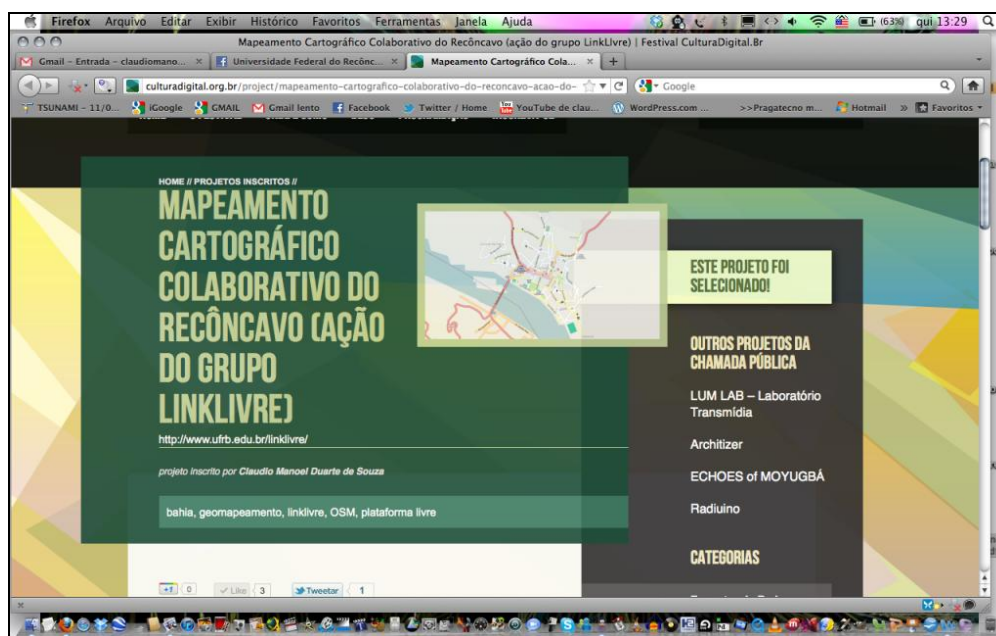 Firefox Arquivo Editar Exibir Histórico Favoritos Ferramentas Janela Ajuda (63%) qui 13:29
Mapeamento Cartográfico Colaborativo do Recôncavo (ação do grupo LinkLIvre) | Festival CulturaDigital.Br
Gmail – Entrada – claudiomano... Universidade Federal do Recônc... Mapeamento Cartográfico Cola...
culturadigital.org.br/project/mapeamento-cartografico-colaborativo-do-reconcavo-acao-do- Google
TSUNAMI – 11/0... iGoogle GMAIL Gmail lento Facebook Twitter / Home YouTube de clau... WordPress.com ... >>Pragatecno m... Hotmail » Favoritos
HOME // PROJETOS INSCRITOS //
MAPEAMENTO
CARTOGRÁFICO
COLABORATIVO DO
RECÔNCAVO (AÇÃO
DO GRUPO
LINKLIVRE)
http://www.ufrb.edu.br/linklivre/
projeto inscrito por Claudio Manoel Duarte de Souza
bahia, geomapeamento, linklivre, OSM, plataforma livre
+1 0 Like 3 Tweetar 1
ESTE PROJETO FOI
SELECIONADO!
OUTROS PROJETOS DA
CHAMADA PÚBLICA
LUM LAB – Laboratório
Transmídia
Architizer
ECHOES of MOYUGBÁ
Radiuino
CATEGORIAS